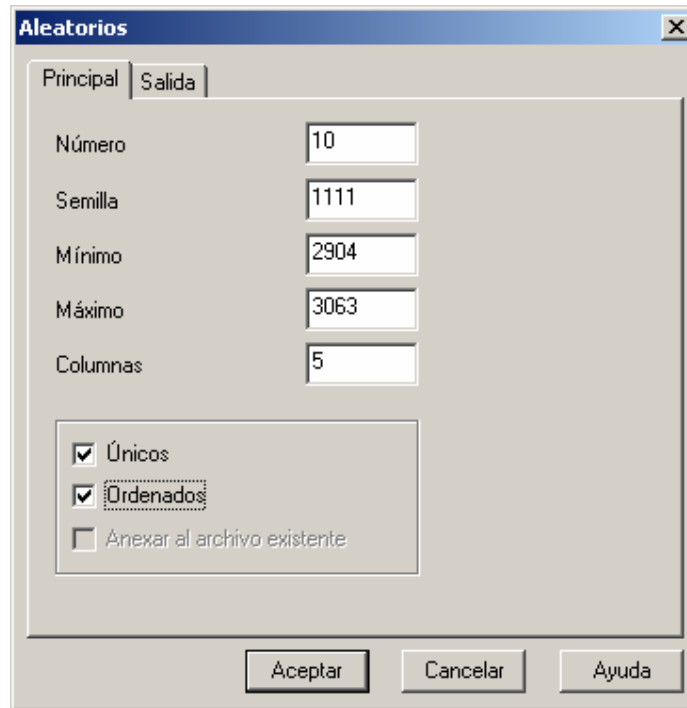 Aleatorios
Principal Salida
Número 10
Semilla 1111
Mínimo 2904
Máximo 3063
Columnas 5
Únicos
Ordenados
Anexar al archivo existente
Aceptar Cancelar Ayuda